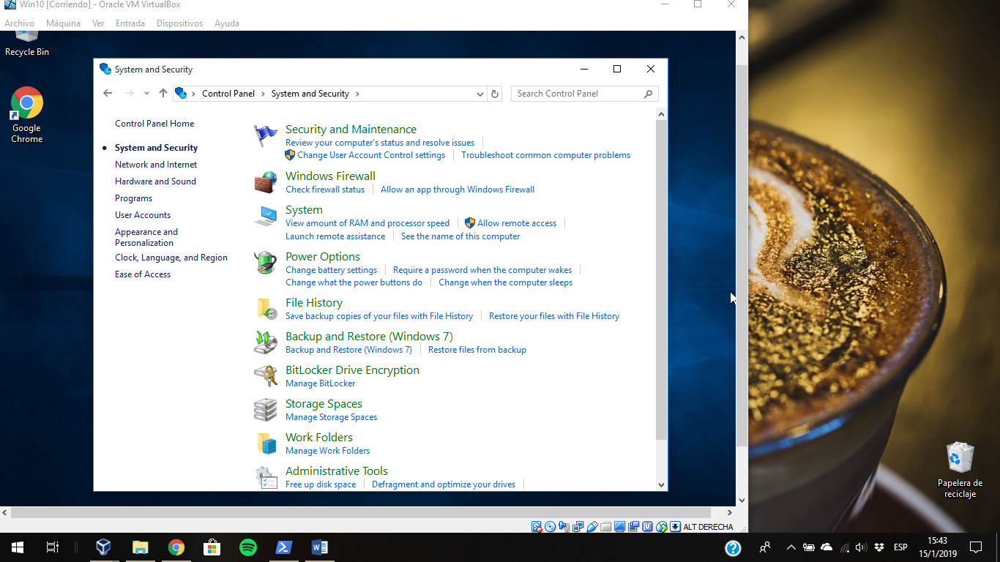 Win10 [Corriendo] - Oracle VM VirtualBox
Archivo Máquina Ver Entrada Dispositivos Ayuda
Recycle Bin
Google
Chrome
System and Security
Control Panel System and Security
Search Control Panel
Control Panel Home
System and Security
Network and Internet
Hardware and Sound
Programs
User Accounts
Appearance and
Personalization
Clock, Language, and Region
Ease of Access
Security and Maintenance
Review your computer's status and resolve issues
Change User Account Control settings Troubleshoot common computer problems
Windows Firewall
Check firewall status Allow an app through Windows Firewall
System
View amount of RAM and processor speed Allow remote access
Launch remote assistance See the name of this computer
Power Options
Change battery settings Require a password when the computer wakes
Change what the power buttons do Change when the computer sleeps
File History
Save backup copies of your files with File History Restore your files with File History
Backup and Restore (Windows 7)
Backup and Restore (Windows 7) Restore files from backup
BitLocker Drive Encryption
Manage BitLocker
Storage Spaces
Manage Storage Spaces
Work Folders
Manage Work Folders
Administrative Tools
Free up disk space Defragment and optimize your drives
ALT DERECHA
Papelera de
reciclaje
ESP
15:43
15/1/2019